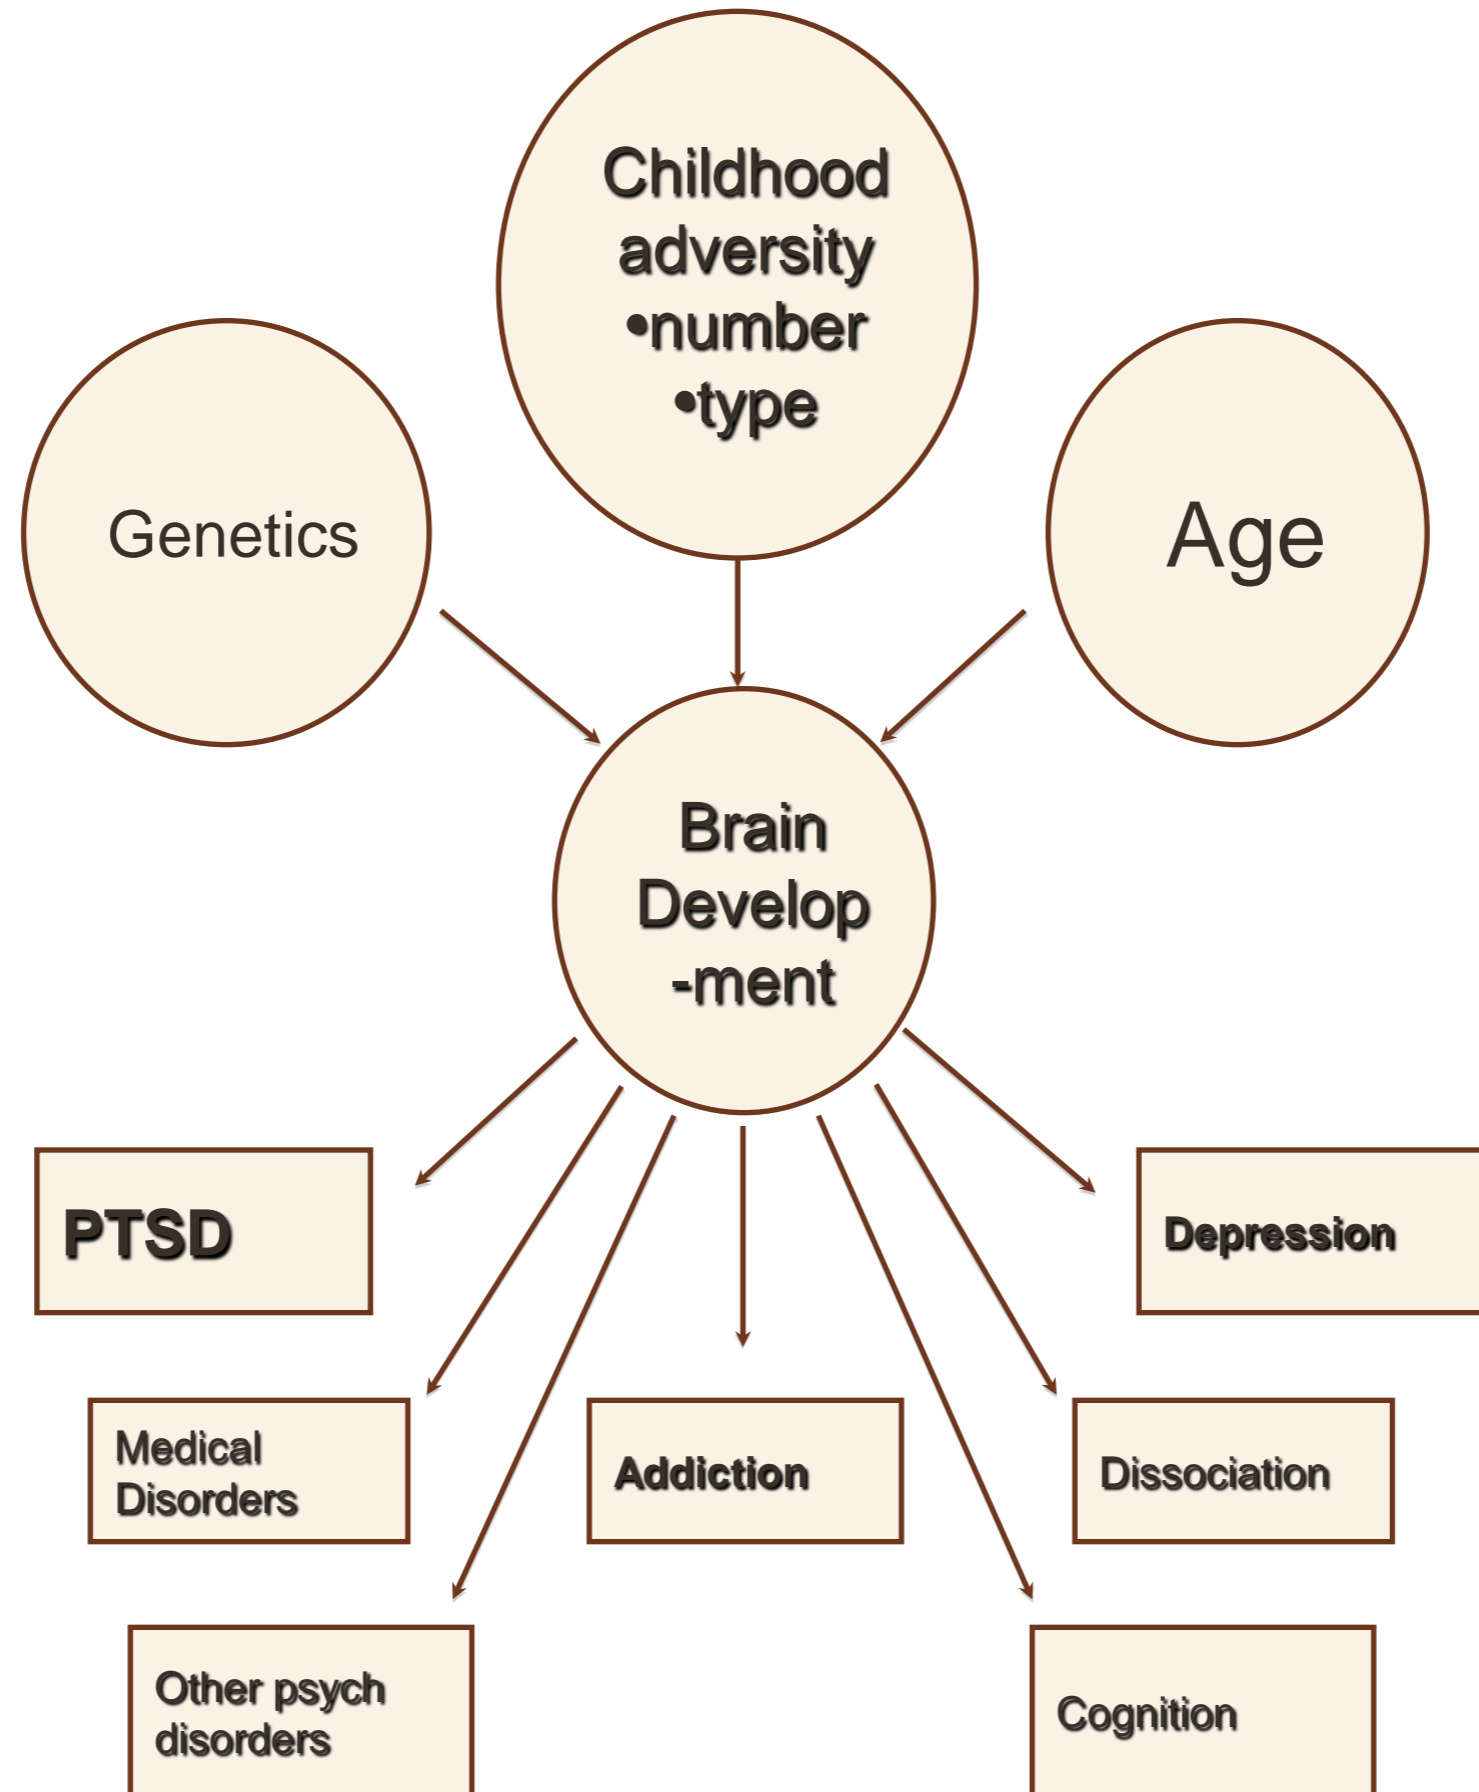 Childhood
adversity
•number
•type
Genetics
Age
Brain
Develop
-ment
PTSD
Depression
Medical
Disorders
Addiction
Dissociation
Other psych
disorders
Cognition